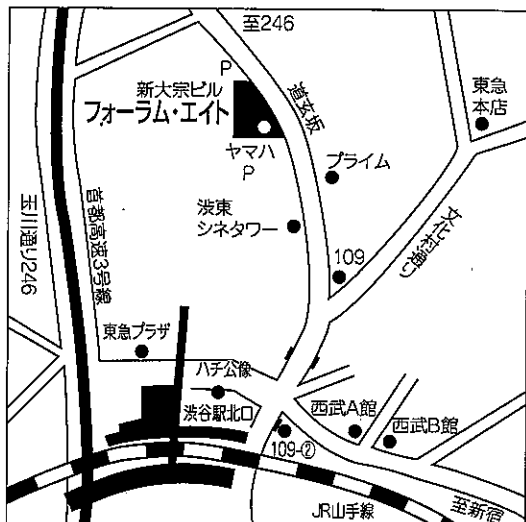 至246
P
新大宗ビル
フォーラム・エイト
ヤマハ
P
道玄坂
東急
本店
プライム
渋東
シネタワー
109
文化村通り
玉川通り246
首都高速3号線
東急プラザ
ハチ公像
渋谷駅北口
109-②
西武A館
西武B館
JR山手線
至新宿